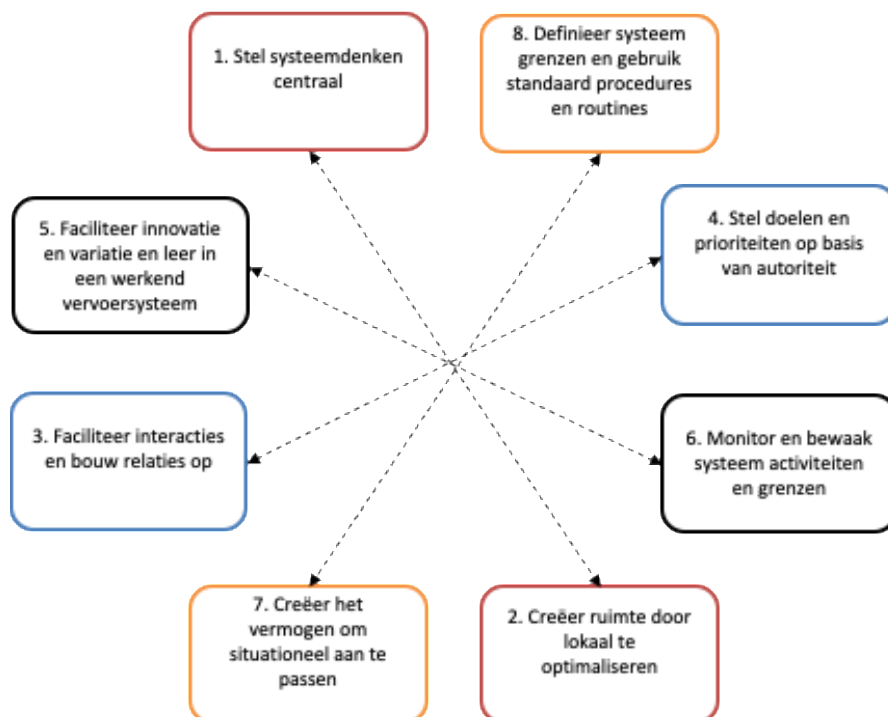 1. Stel systeemdenken
centraal
8. Definieer systeem
grenzen en gebruik
standaard procedures
en routines
5. Faciliteer innovatie
en variatie en leer in
een werkend
vervoersysteem
4. Stel doelen en
prioriteiten op basis
van autoriteit
3. Faciliteer interacties
en bouw relaties op
6. Monitor en bewaak
systeem activiteiten
en grenzen
7. Creëer het
vermogen om
situationeel aan te
passen
2. Creëer ruimte door
lokaal te
optimaliseren